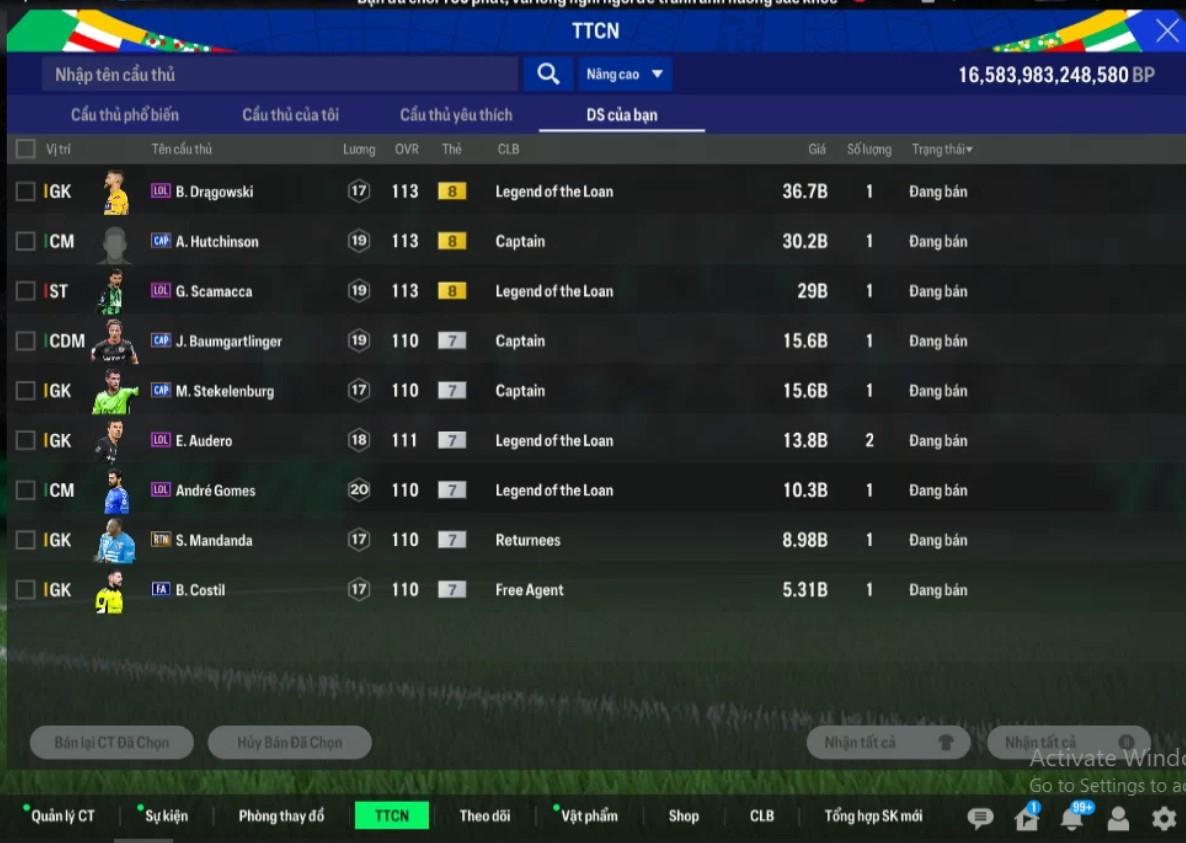 TTCN
Nhập tên cầu thủ
Nâng cao
16,583,983,248,580 BP
Cầu thủ phổ biến Cầu thủ của tôi Cầu thủ yêu thích DS của bạn
Vị trí Tên cầu thủ Lương OVR Thẻ CLB Giá Số lượng Trạng thái
GK LOL B. Drągowski 17 113 8 Legend of the Loan 36.7B 1 Đang bán
CM CAP A. Hutchinson 19 113 8 Captain 30.2B 1 Đang bán
ST LOL G. Scamacca 19 113 8 Legend of the Loan 29B 1 Đang bán
CDM CAP J. Baumgartlinger 19 110 7 Captain 15.6B 1 Đang bán
GK CAP M. Stekelenburg 17 110 7 Captain 15.6B 1 Đang bán
GK LOL E. Audero 18 111 7 Legend of the Loan 13.8B 2 Đang bán
CM LOL André Gomes 20 110 7 Legend of the Loan 10.3B 1 Đang bán
GK RTN S. Mandanda 17 110 7 Returnees 8.98B 1 Đang bán
GK FA B. Costil 17 110 7 Free Agent 5.31B 1 Đang bán
Bán lại CT Đã Chọn Hủy Bán Đã Chọn Nhận tất cả Nhận tất cả
Activate Windo
Go to Settings to a
Quản lý CT Sự kiện Phòng thay đồ TTCN Theo dõi Vật phẩm Shop CLB Tổng hợp SK mới 1 99+